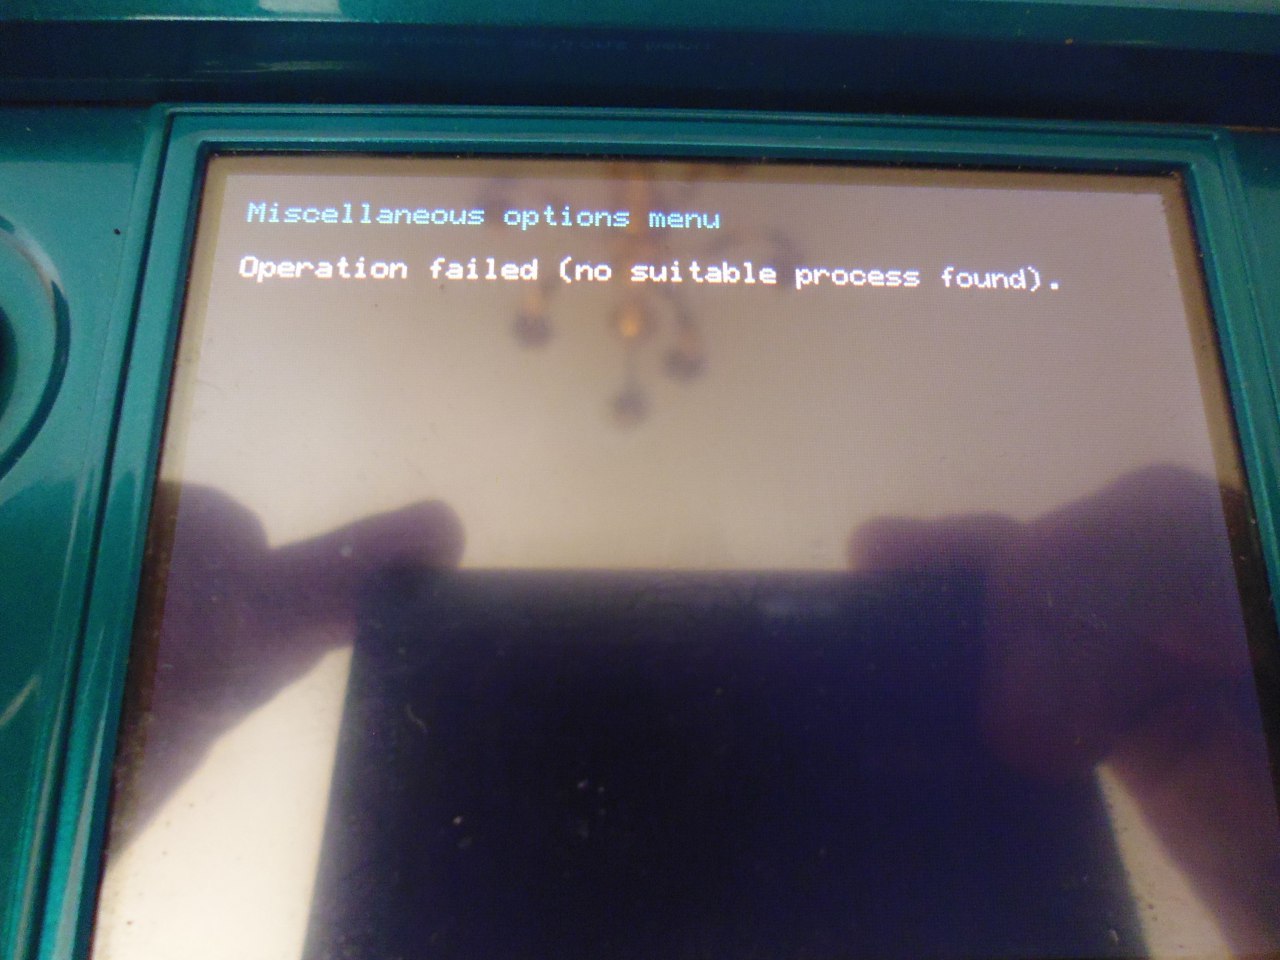 Miscellaneous options menu
Operation failed (no suitable process found).